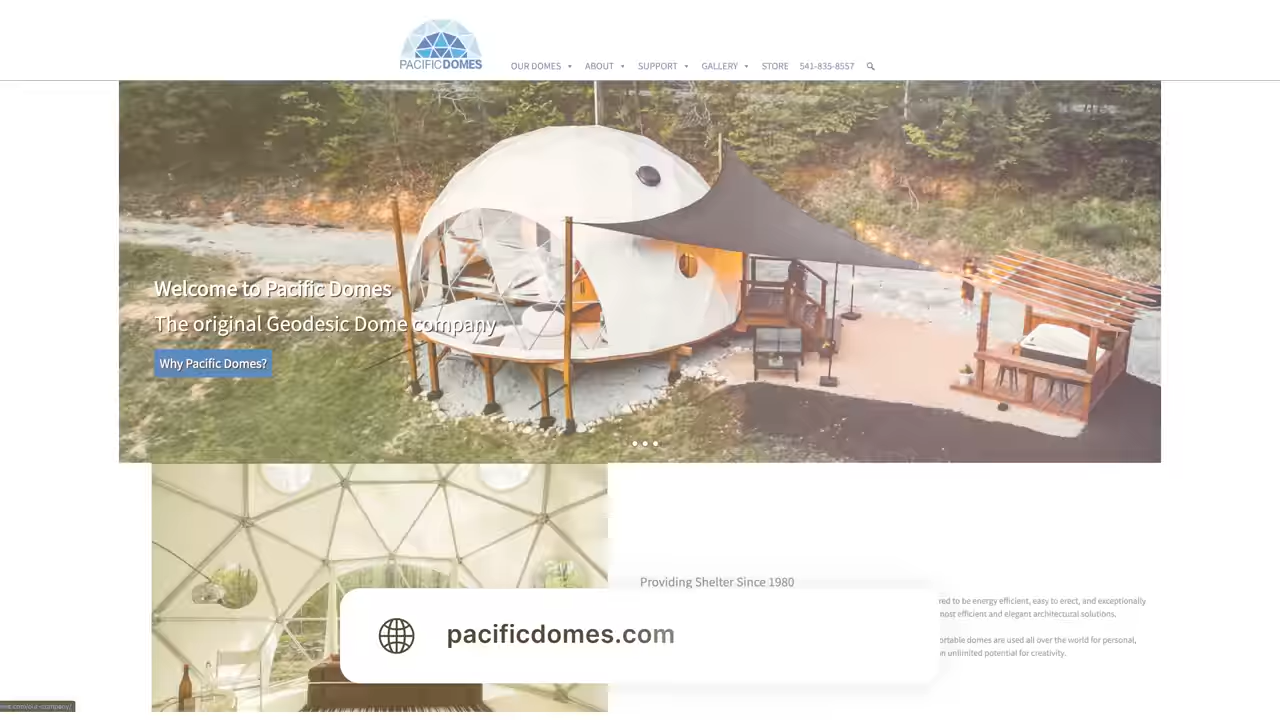 PACIFICDOMES
OUR DOMES ABOUT SUPPORT GALLERY STORE 541-835-8557
Welcome to Pacific Domes
The original Geodesic Dome company
Why Pacific Domes?
Providing Shelter Since 1980
red to be energy efficient, easy to erect, and exceptionally
most efficient and elegant architectural solutions.
ortable domes are used all over the world for personal,
n unlimited potential for creativity.
pacificdomes.com